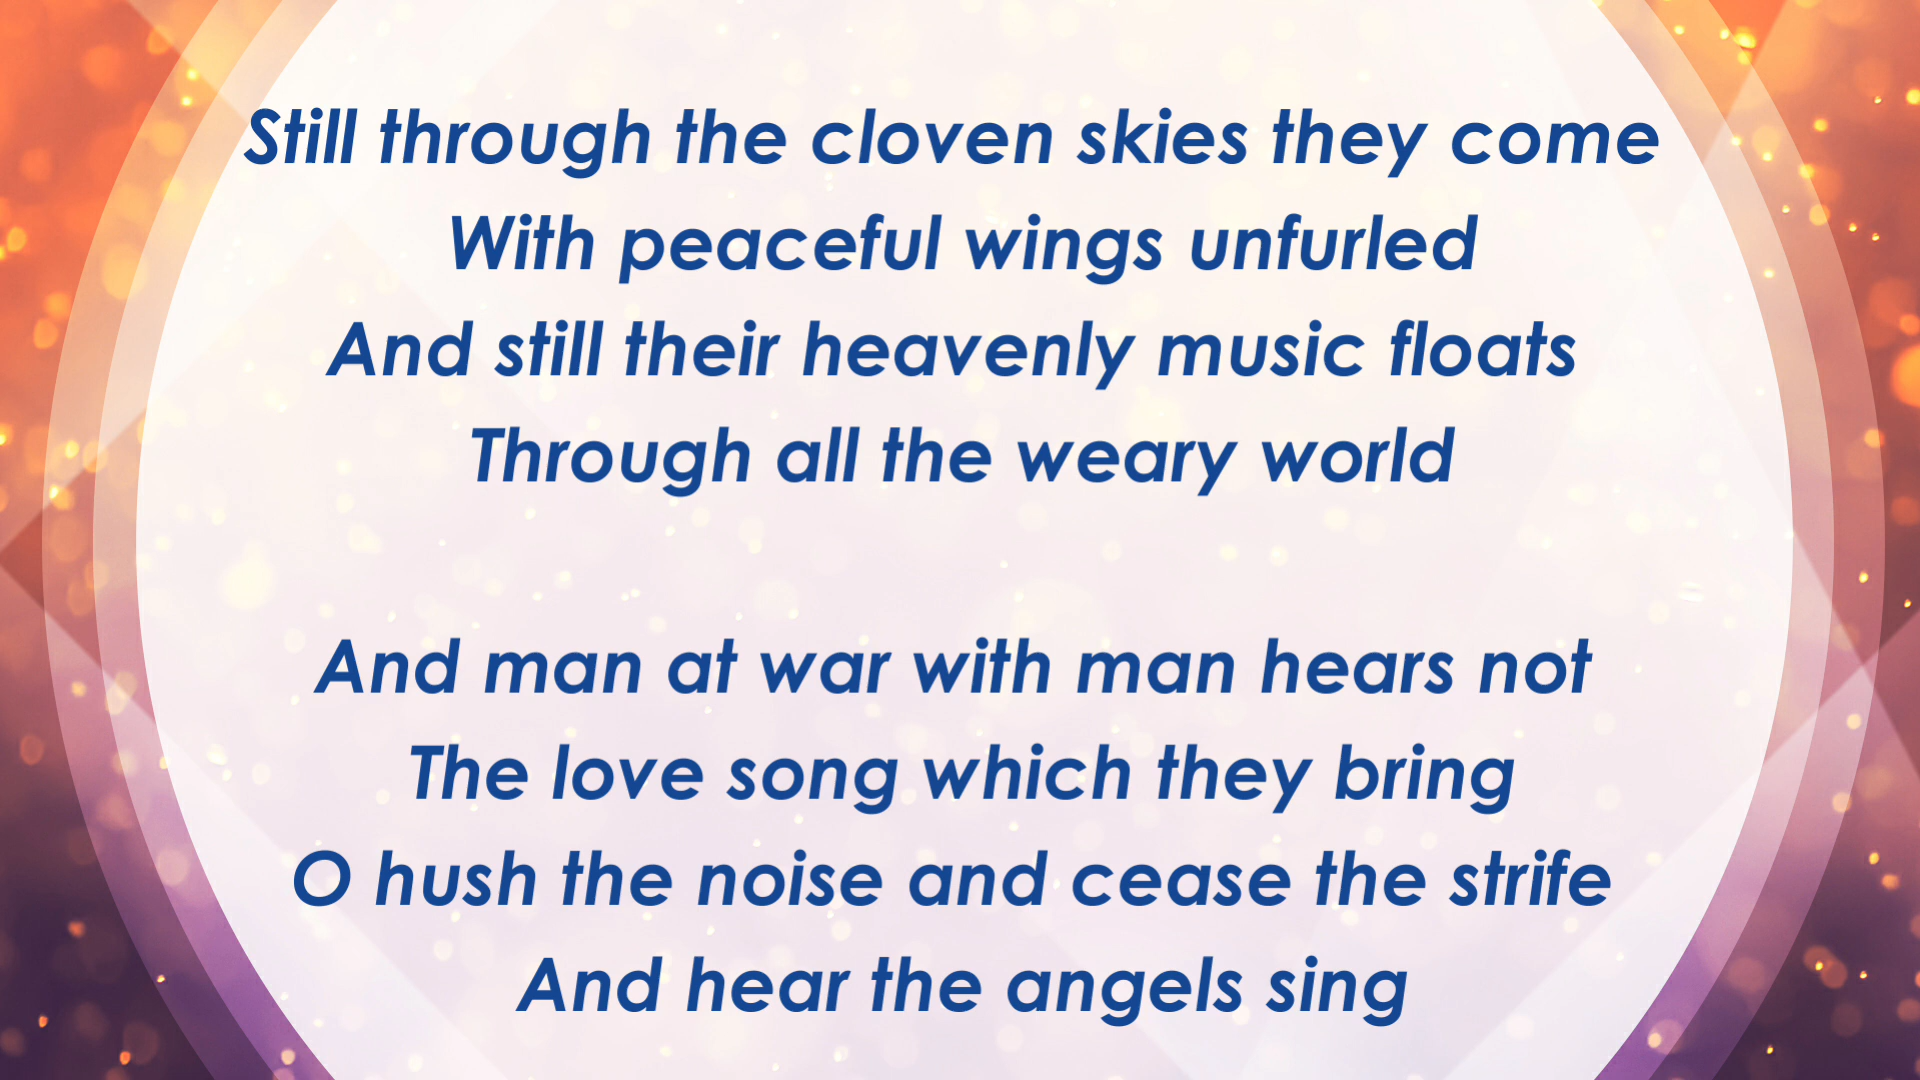 Still through the cloven skies they come
With peaceful wings unfurled
And still their heavenly music floats
Through all the weary world
And man at war with man hears not
The love song which they bring
O hush the noise and cease the strife
And hear the angels sing